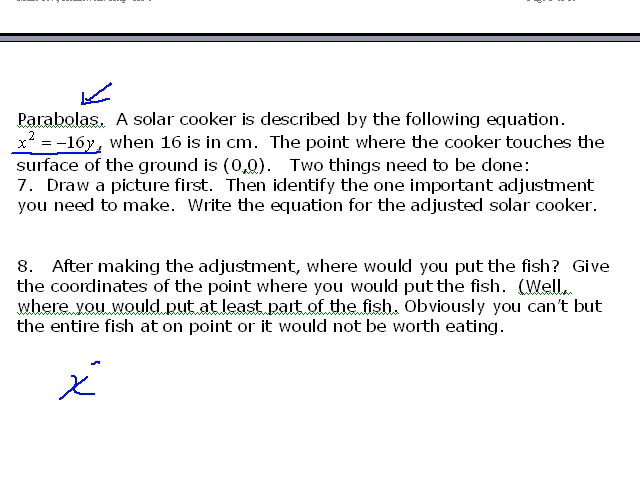 Parabolas.  A solar cooker is described by the following equation.
x² = −16y, when 16 is in cm.  The point where the cooker touches the
surface of the ground is (0,0).   Two things need to be done:
7.  Draw a picture first.  Then identify the one important adjustment
you need to make.  Write the equation for the adjusted solar cooker.
8.   After making the adjustment, where would you put the fish?  Give
the coordinates of the point where you would put the fish.  (Well,
where you would put at least part of the fish. Obviously you can't but
the entire fish at on point or it would not be worth eating.
x